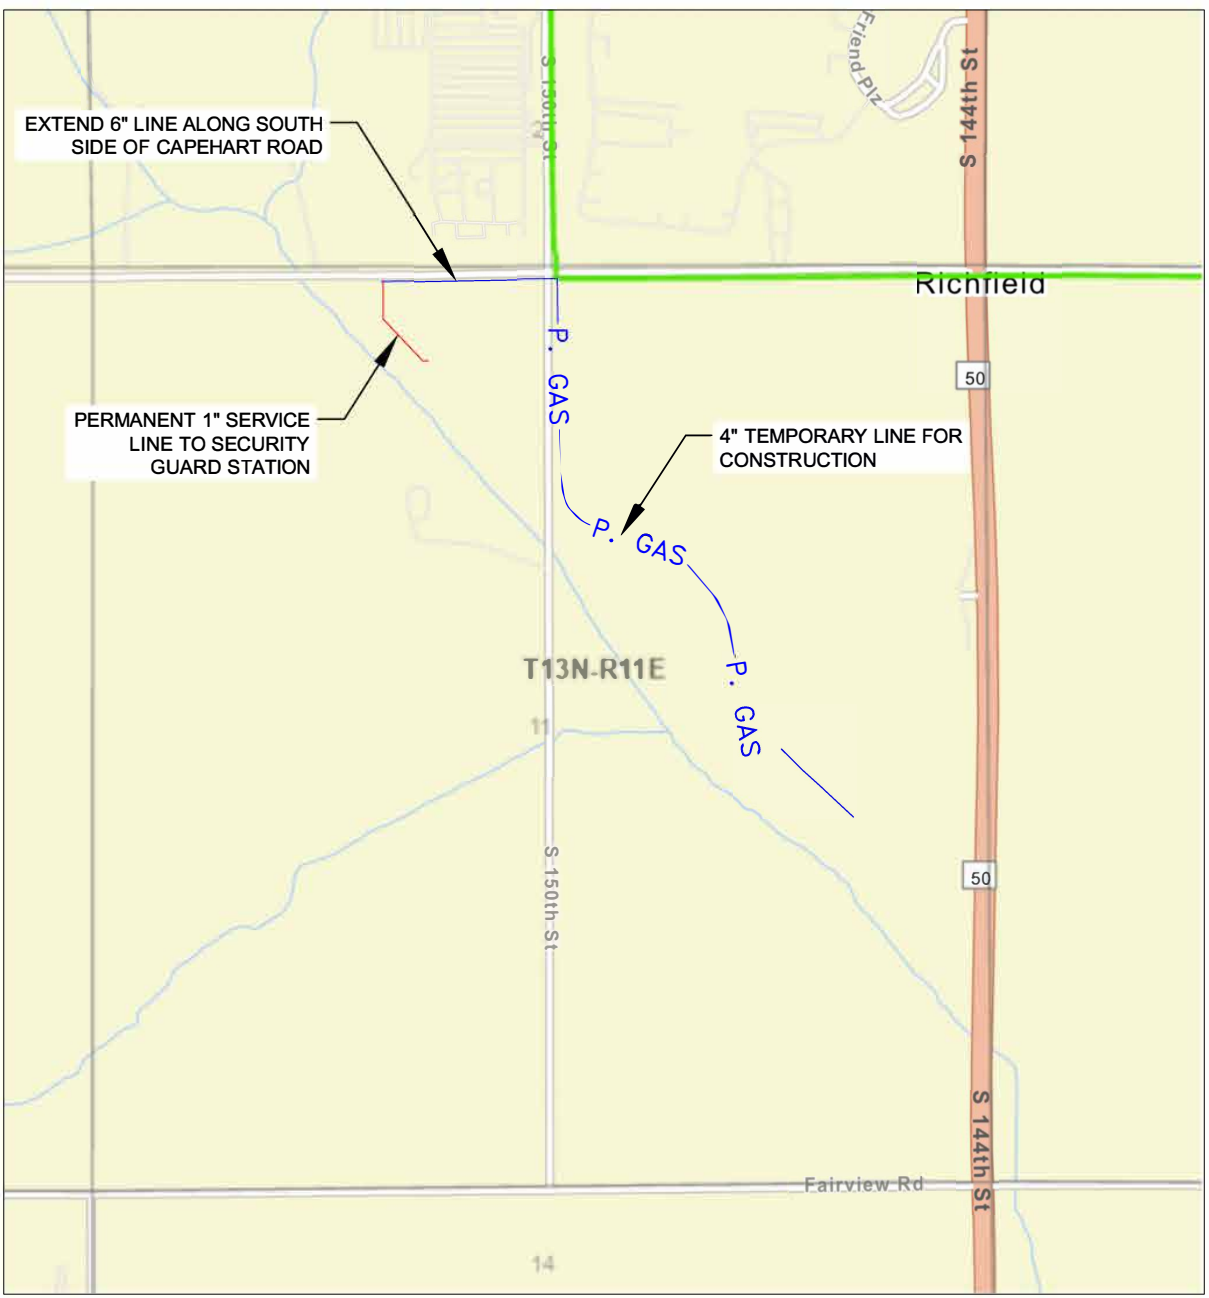 Friend Plz
S 150th St
S 144th St
EXTEND 6" LINE ALONG SOUTH
SIDE OF CAPEHART ROAD
Richfield
P. GAS
50
PERMANENT 1" SERVICE
LINE TO SECURITY
GUARD STATION
4" TEMPORARY LINE FOR
CONSTRUCTION
P. GAS
T13N-R11E
P. GAS
11
50
S 150th St
S 144th St
Fairview Rd
14